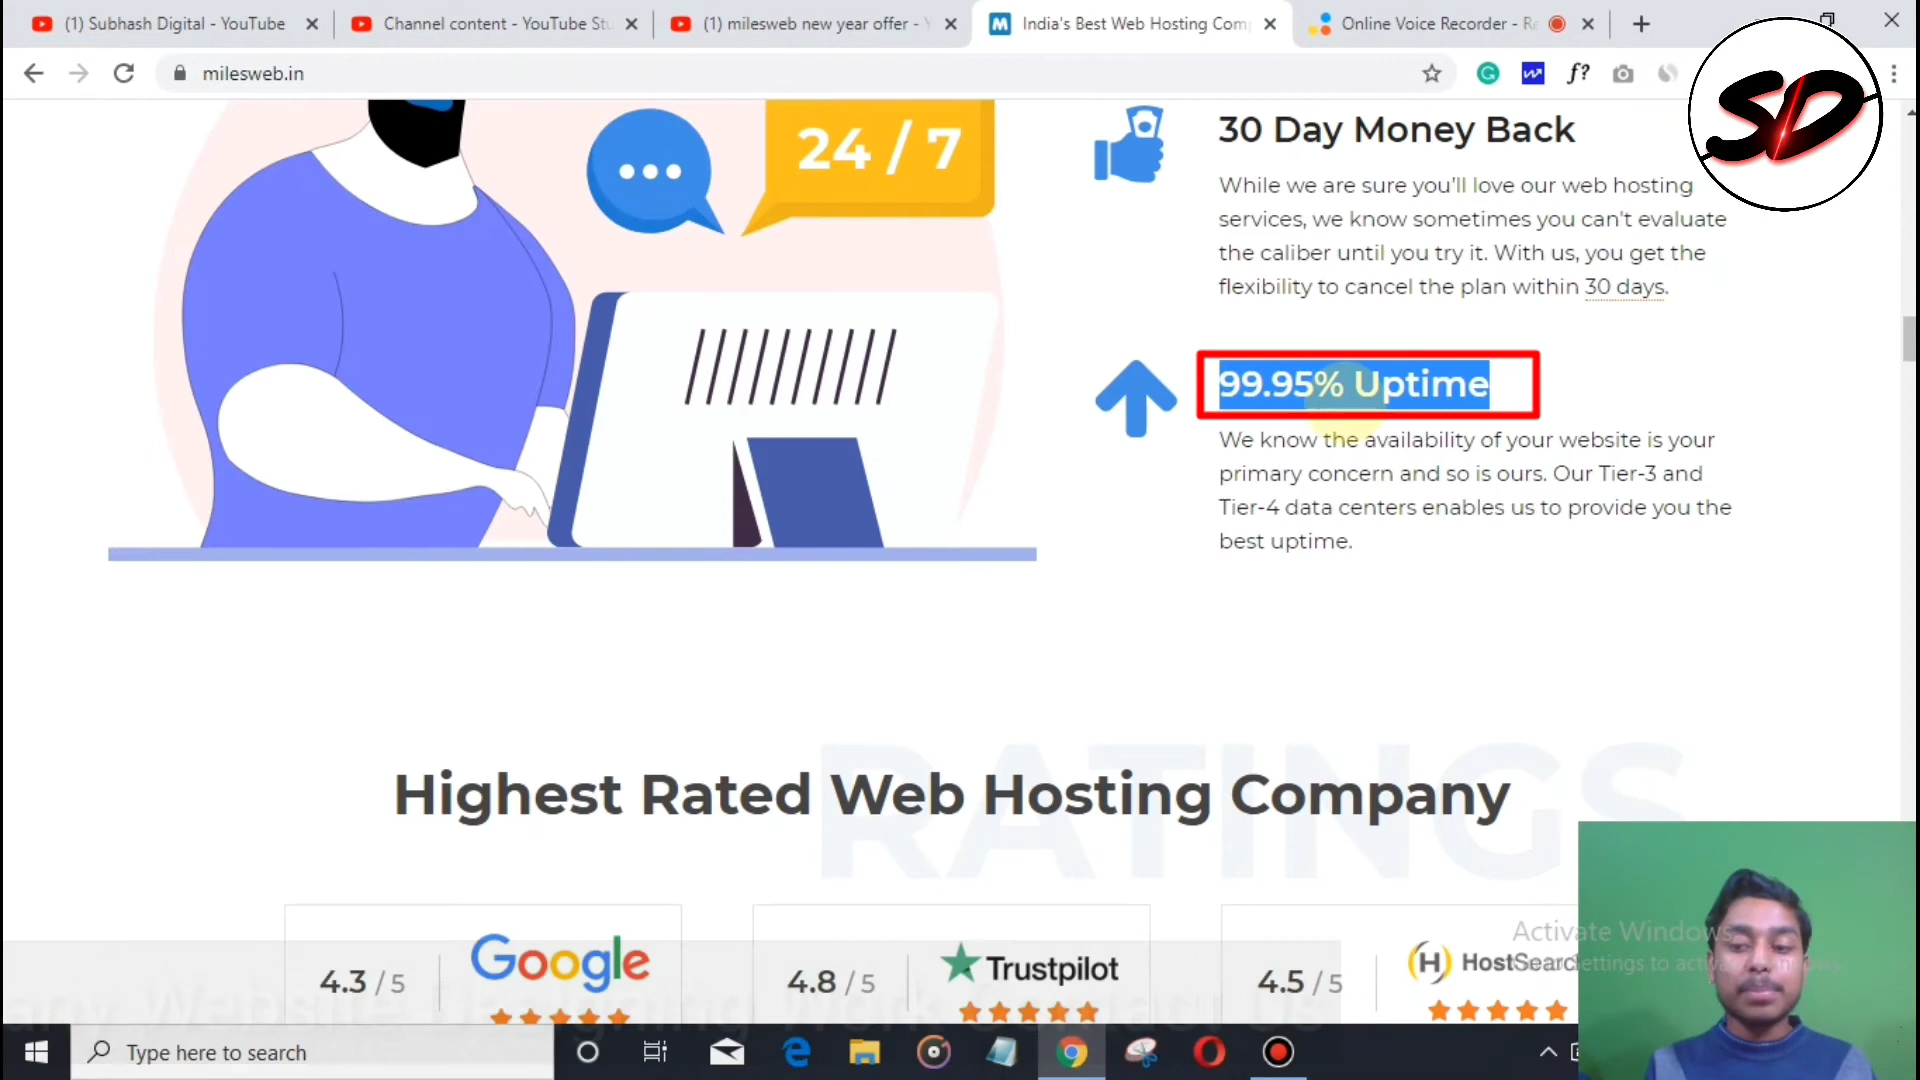 (1) Subhash Digital - YouTube
Channel content - YouTube Stu
(1) milesweb new year offer - Y
India's Best Web Hosting Com
Online Voice Recorder - Re
milesweb.in
f?
SD
24 / 7
30 Day Money Back
While we are sure you'll love our web hosting
services, we know sometimes you can't evaluate
the caliber until you try it. With us, you get the
flexibility to cancel the plan within 30 days.
99.95% Uptime
We know the availability of your website is your
primary concern and so is ours. Our Tier-3 and
Tier-4 data centers enables us to provide you the
best uptime.
RATINGS
Highest Rated Web Hosting Company
4.3 / 5
Google
4.8 / 5
Trustpilot
4.5 / 5
HostSearc
Activate Windows
Settings to
Type here to search